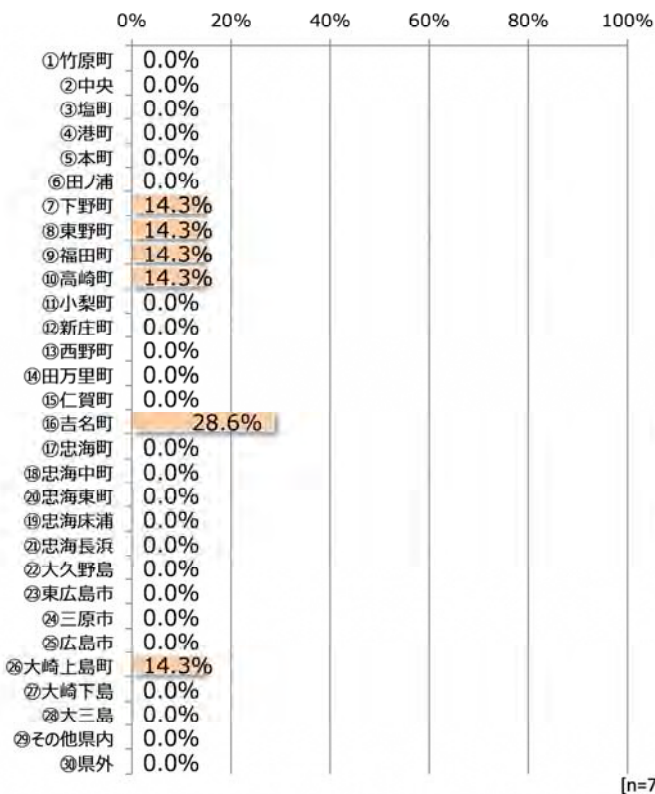 0% 20% 40% 60% 80% 100%
①竹原町 0.0%
②中央 0.0%
③塩町 0.0%
④港町 0.0%
⑤本町 0.0%
⑥田ノ浦 0.0%
⑦下野町 14.3%
⑧東野町 14.3%
⑨福田町 14.3%
⑩高崎町 14.3%
⑪小梨町 0.0%
⑫新庄町 0.0%
⑬西野町 0.0%
⑭田万里町 0.0%
⑮仁賀町 0.0%
⑯吉名町 28.6%
⑰忠海町 0.0%
⑱忠海中町 0.0%
⑳忠海東町 0.0%
⑲忠海床浦 0.0%
㉑忠海長浜 0.0%
㉒大久野島 0.0%
㉓東広島市 0.0%
㉔三原市 0.0%
㉕広島市 0.0%
㉖大崎上島町 14.3%
㉗大崎下島 0.0%
㉘大三島 0.0%
㉙その他県内 0.0%
㉚県外 0.0%
[n=7